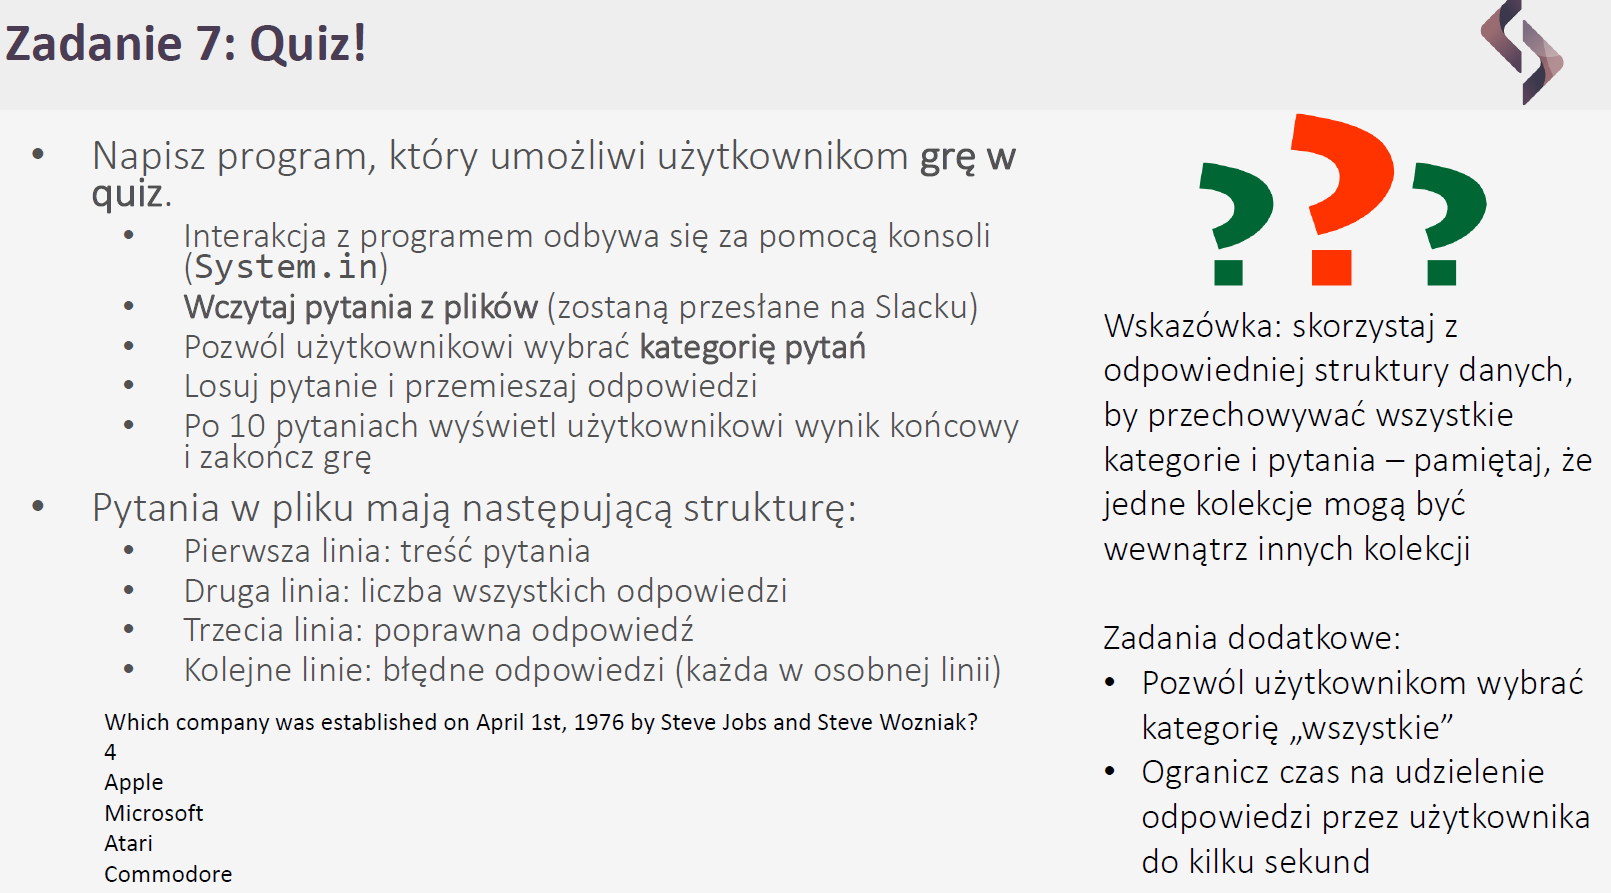 Zadanie 7: Quiz!
• Napisz program, który umożliwi użytkownikom grę w
quiz.
• Interakcja z programem odbywa się za pomocą konsoli
(System.in)
• Wczytaj pytania z plików (zostaną przesłane na Slacku)
• Pozwól użytkownikowi wybrać kategorię pytań
• Losuj pytanie i przemieszaj odpowiedzi
• Po 10 pytaniach wyświetl użytkownikowi wynik końcowy
i zakończ grę
• Pytania w pliku mają następującą strukturę:
• Pierwsza linia: treść pytania
• Druga linia: liczba wszystkich odpowiedzi
• Trzecia linia: poprawna odpowiedź
• Kolejne linie: błędne odpowiedzi (każda w osobnej linii)
Which company was established on April 1st, 1976 by Steve Jobs and Steve Wozniak?
4
Apple
Microsoft
Atari
Commodore
???
Wskazówka: skorzystaj z
odpowiedniej struktury danych,
by przechowywać wszystkie
kategorie i pytania – pamiętaj, że
jedne kolekcje mogą być
wewnątrz innych kolekcji
Zadania dodatkowe:
• Pozwól użytkownikom wybrać
kategorię „wszystkie”
• Ogranicz czas na udzielenie
odpowiedzi przez użytkownika
do kilku sekund